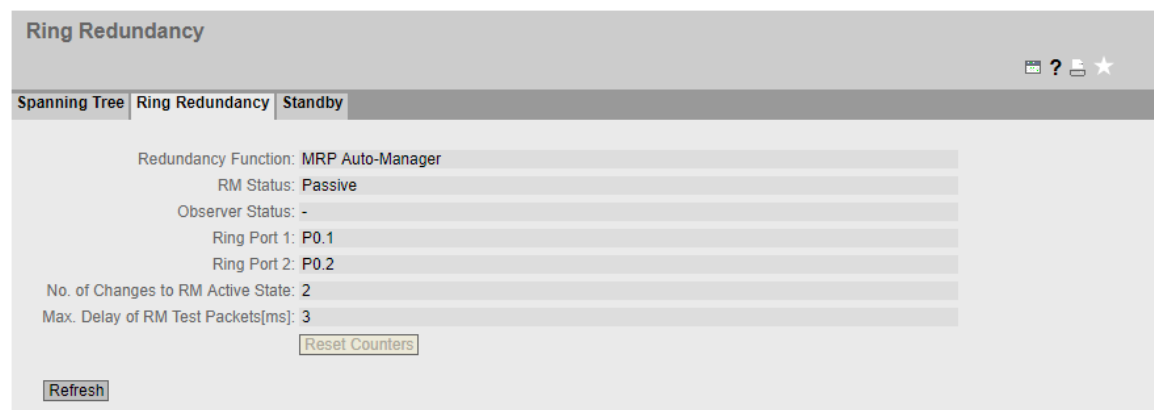 Ring Redundancy
?
Spanning Tree Ring Redundancy Standby
Redundancy Function: MRP Auto-Manager
RM Status: Passive
Observer Status: -
Ring Port 1: P0.1
Ring Port 2: P0.2
No. of Changes to RM Active State: 2
Max. Delay of RM Test Packets[ms]: 3
Reset Counters
Refresh